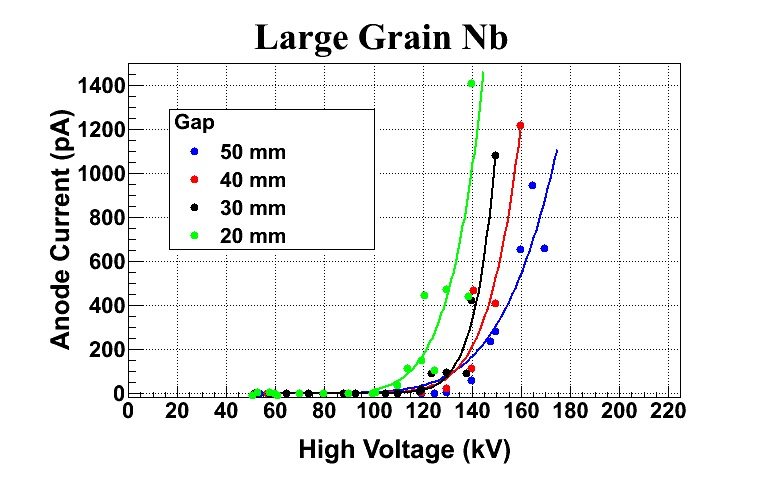 Large Grain Nb
Anode Current (pA)
1400
1200
1000
800
600
400
200
0
Gap
50 mm
40 mm
30 mm
20 mm
0 20 40 60 80 100 120 140 160 180 200 220
High Voltage (kV)